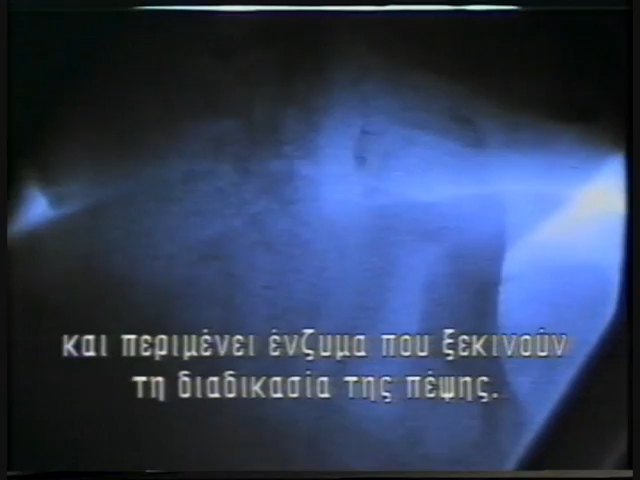 και περιμένει ένζυμα που ξεκινούν
τη διαδικασία της πέψης.